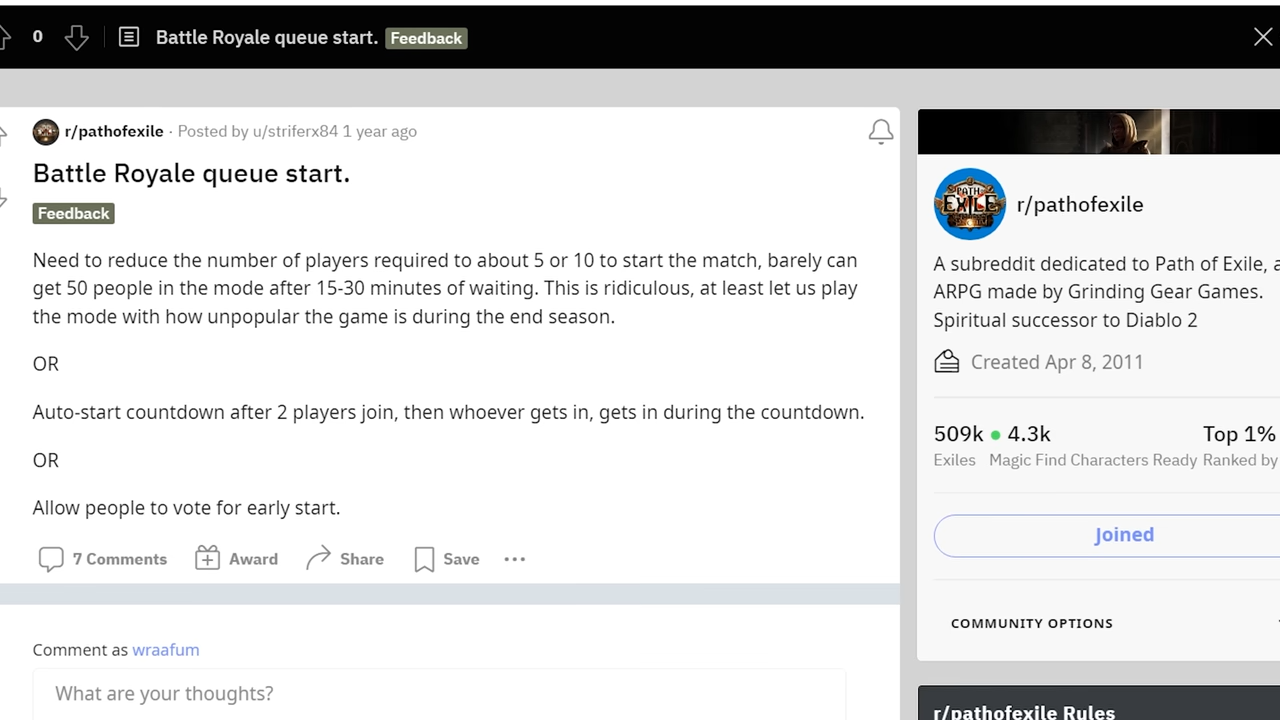 0
Battle Royale queue start. Feedback
r/pathofexile · Posted by u/striferx84 1 year ago
Battle Royale queue start.
Feedback
Need to reduce the number of players required to about 5 or 10 to start the match, barely can
get 50 people in the mode after 15-30 minutes of waiting. This is ridiculous, at least let us play
the mode with how unpopular the game is during the end season.
OR
Auto-start countdown after 2 players join, then whoever gets in, gets in during the countdown.
OR
Allow people to vote for early start.
7 Comments Award Share Save ···
Comment as wraafum
What are your thoughts?
PATH OF EXILE
r/pathofexile
A subreddit dedicated to Path of Exile, a
ARPG made by Grinding Gear Games.
Spiritual successor to Diablo 2
Created Apr 8, 2011
509k 4.3k Top 1%
Exiles Magic Find Characters Ready Ranked by
Joined
COMMUNITY OPTIONS
r/pathofexile Rules